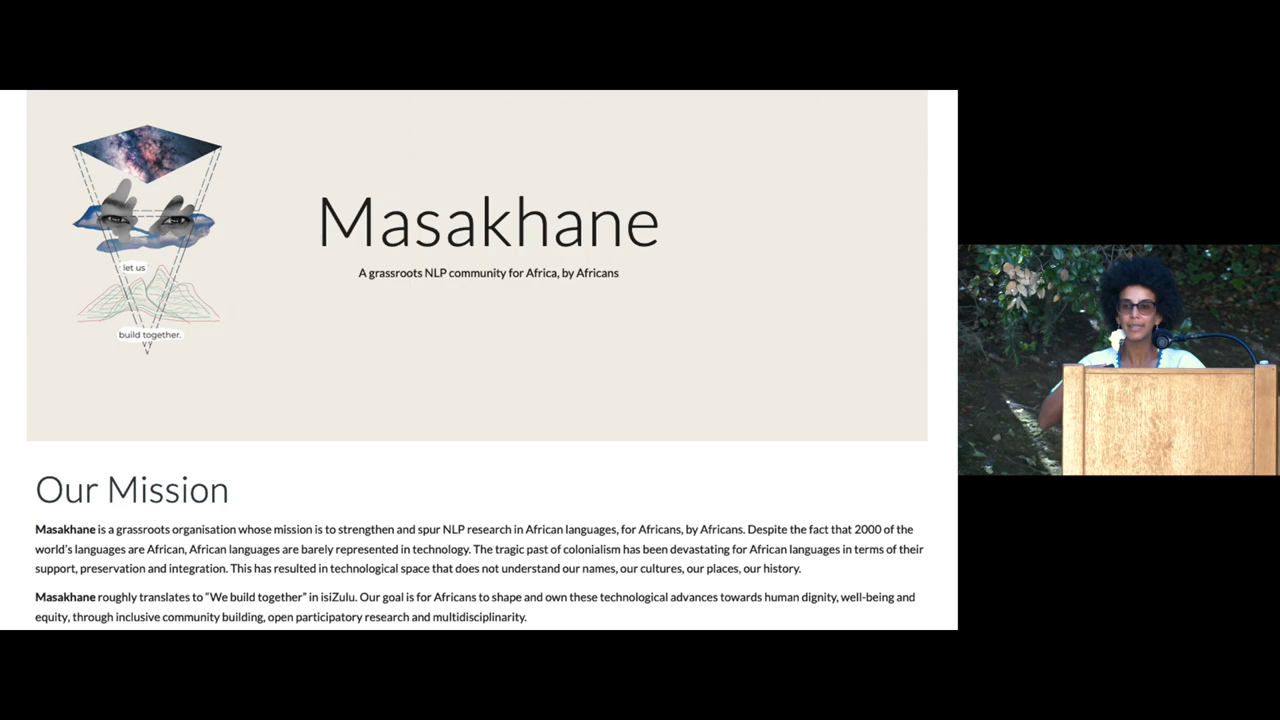 let us
build together.
Masakhane
A grassroots NLP community for Africa, by Africans
Our Mission
Masakhane is a grassroots organisation whose mission is to strengthen and spur NLP research in African languages, for Africans, by Africans. Despite the fact that 2000 of the
world's languages are African, African languages are barely represented in technology. The tragic past of colonialism has been devastating for African languages in terms of their
support, preservation and integration. This has resulted in technological space that does not understand our names, our cultures, our places, our history.
Masakhane roughly translates to “We build together” in isiZulu. Our goal is for Africans to shape and own these technological advances towards human dignity, well-being and
equity, through inclusive community building, open participatory research and multidisciplinarity.